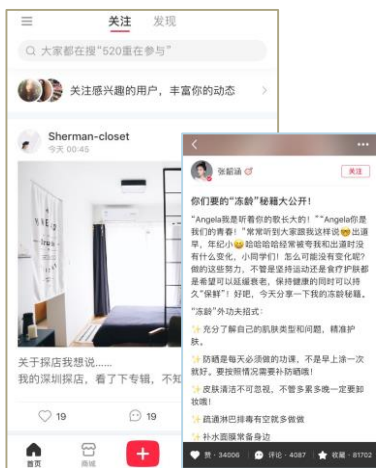 关注 发现
大家都在搜“520重在参与”
关注感兴趣的用户，丰富你的动态
Sherman-closet
今天 00:45
关于探店我想说......
我的深圳探店，看了下专辑，不知
19
19
首页
商城
张韶涵
关注
你们要的“冻龄”秘籍大公开！
“Angela我是听着你的歌长大的！”“Angela你是
我们的青春！”常常听到大家跟我这样说😄出道
早，年纪小😄哈哈哈哈经常被夸我和出道时没
有什么变化，小同学们！怎么可能没有变化呢？
做的这些努力，不管是坚持运动还是食疗护肤都
是希望可以延缓衰老，保持健康的同时可以持
久“保鲜”！好吧，今天分享一下我的冻龄秘籍。
“冻龄”外功夫招式：
✨充分了解自己的肌肤类型和问题，精准护
肤。
✨防晒是每天必须做的功课，不是早上涂一次
就好。要按照情况需要补防晒哦！
✨皮肤清洁不可忽视，不管多累多晚一定要卸
妆哦！
✨疏通淋巴排毒有空就多做做
✨补水面膜常备身边
赞 · 34006 评论 · 4087 收藏 · 81702